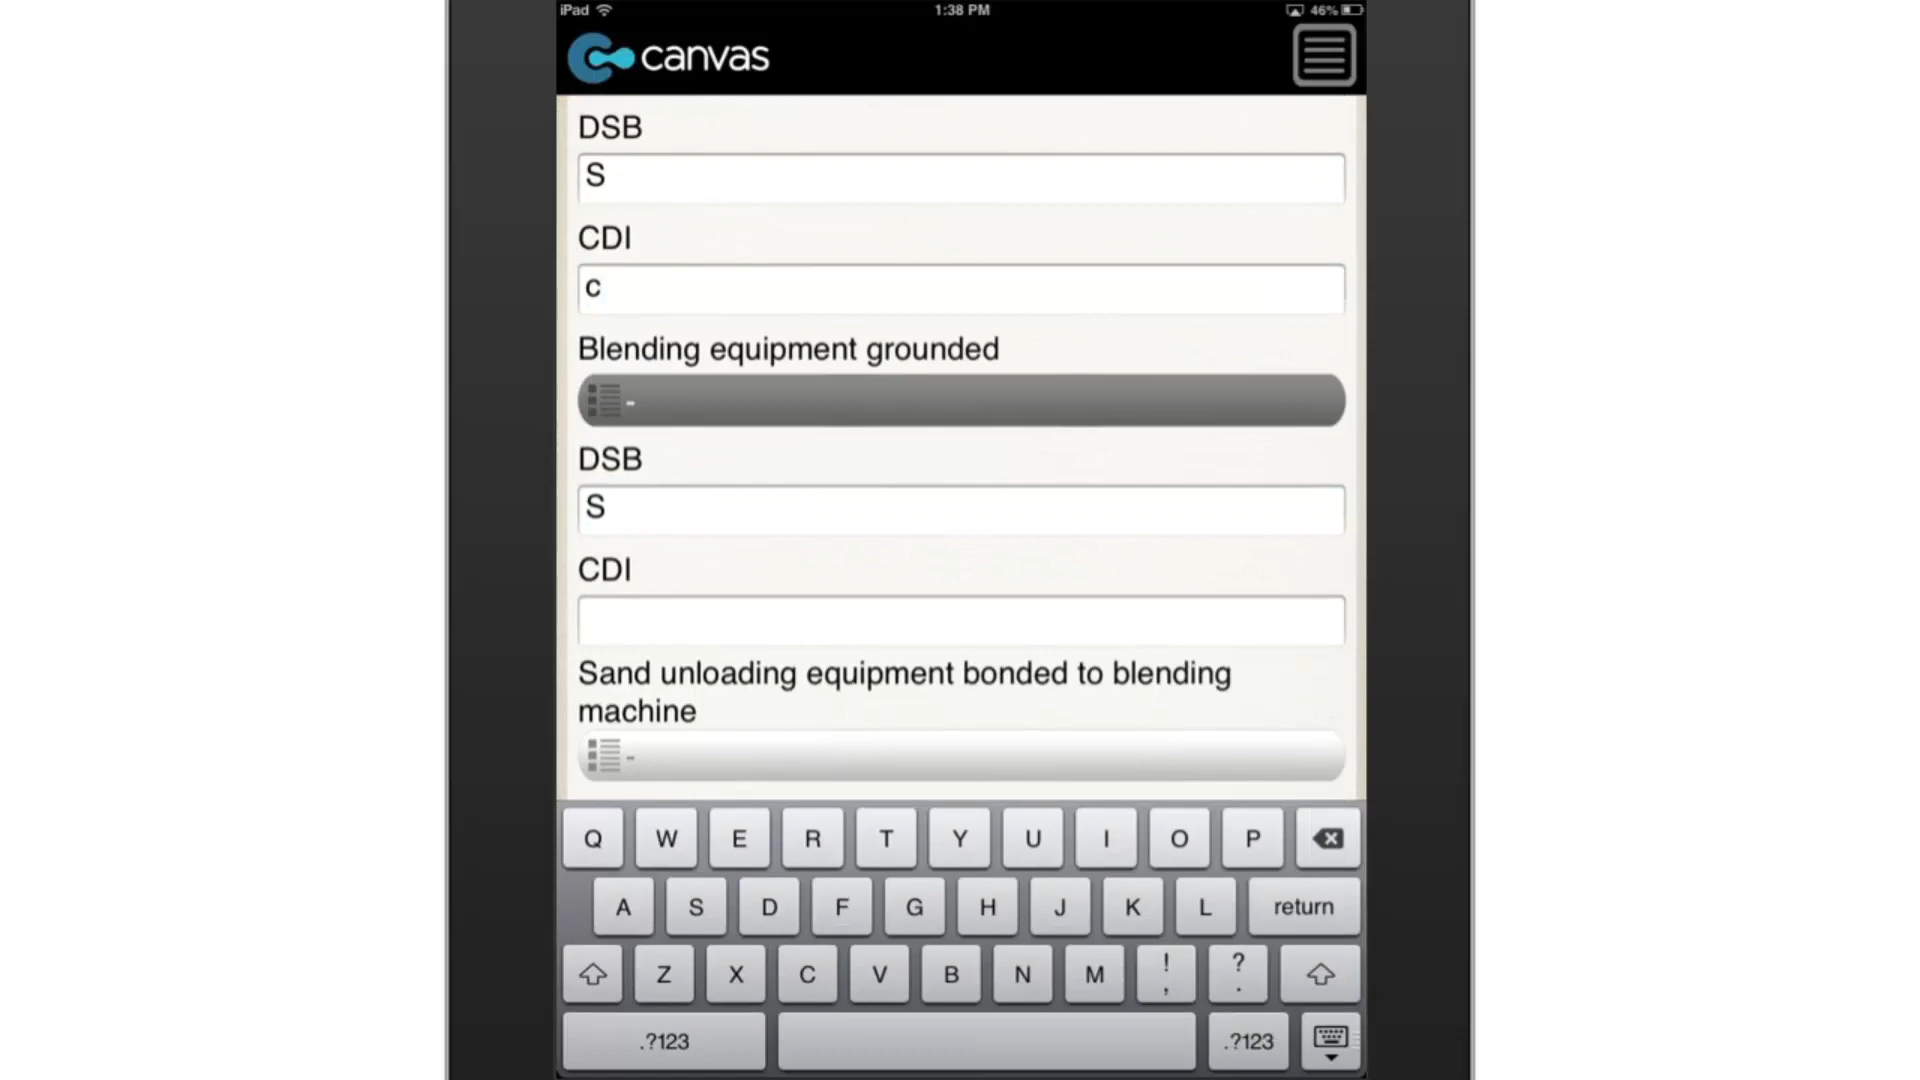 iPad 1:38 PM 46%
canvas
DSB
S
CDI
c
Blending equipment grounded
-
DSB
S
CDI
Sand unloading equipment bonded to blending
machine
-
Q W E R T Y U I O P
A S D F G H J K L return
Z X C V B N M ! , ? .
.?123 .?123